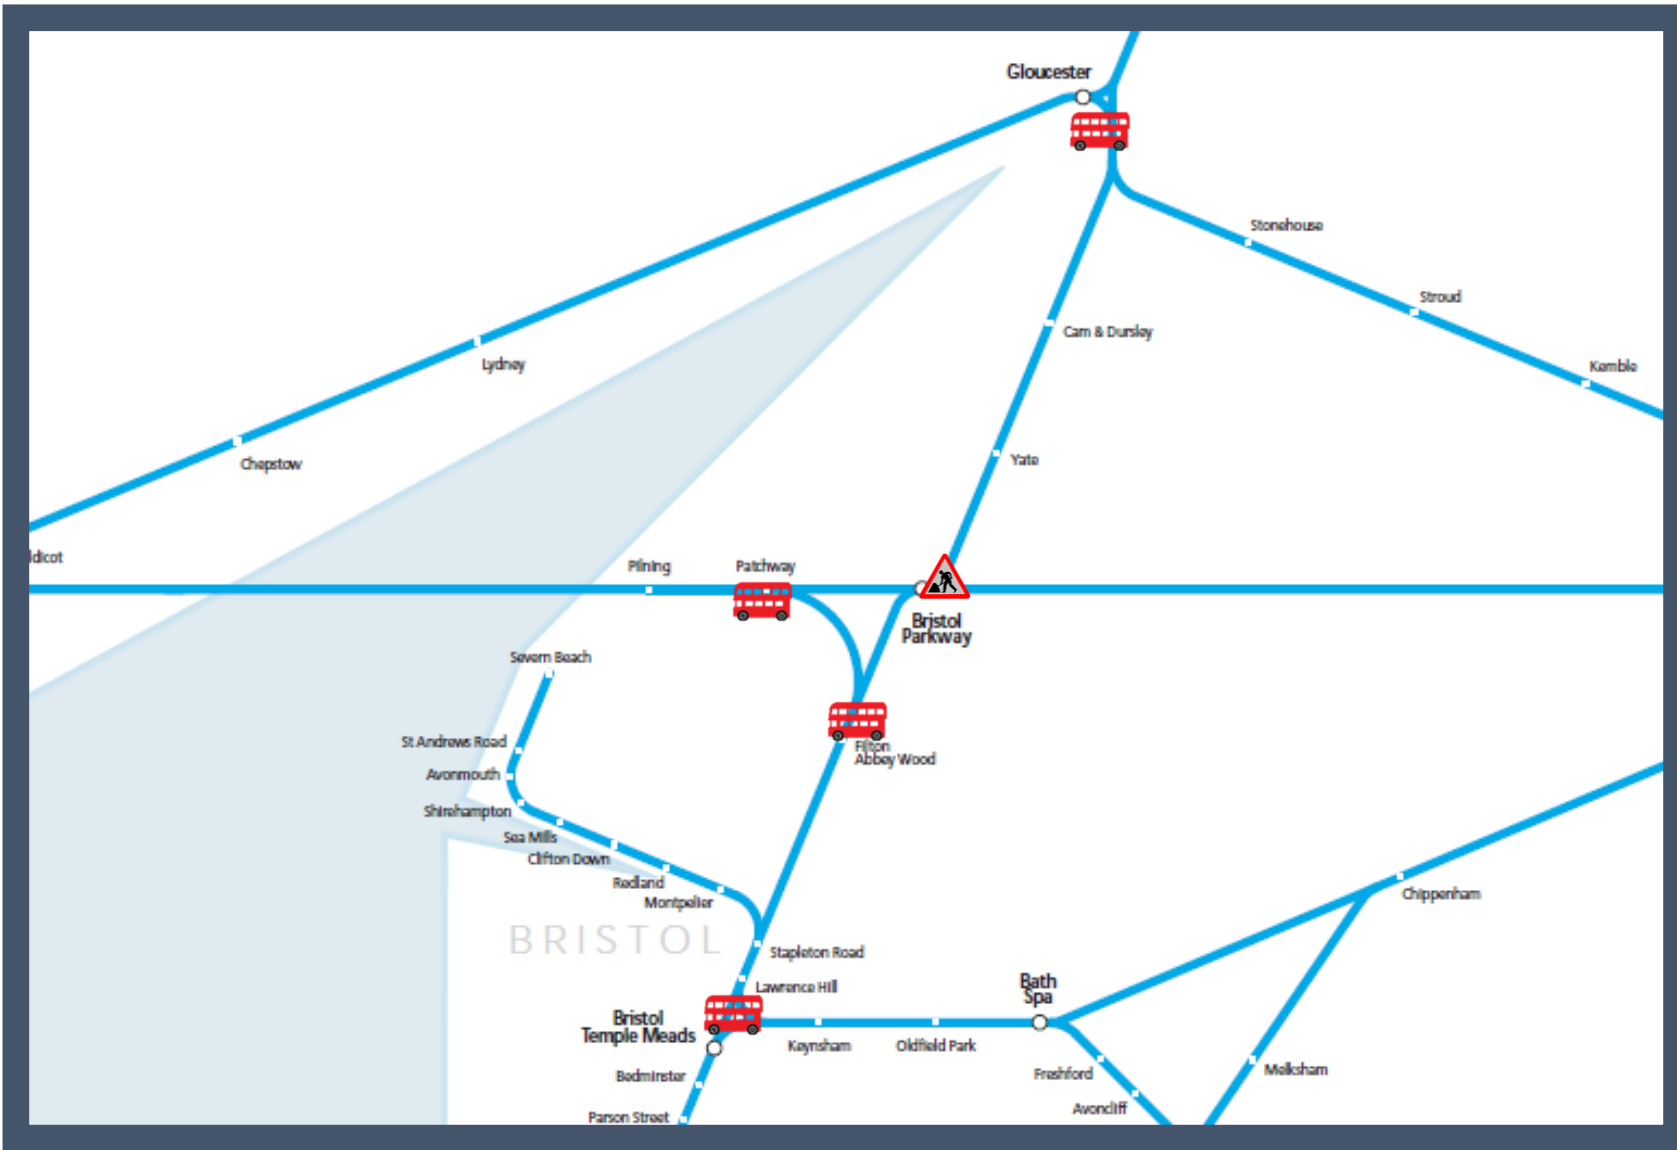 Gloucester
Stonehouse
Stroud
Cam & Dursley
Kemble
Lydney
Yate
Chepstow
ldicot
Pilning
Patchway
Bristol
Parkway
Severn Beach
St Andrews Road
Filton
Abbey Wood
Avonmouth
Shirehampton
Sea Mills
Clifton Down
Redland
Montpelier
Chippenham
BRISTOL
Stapleton Road
Lawrence Hill
Bath
Spa
Bristol
Temple Meads
Keynsham
Oldfield Park
Freshford
Melksham
Bedminster
Avoncliff
Parson Street